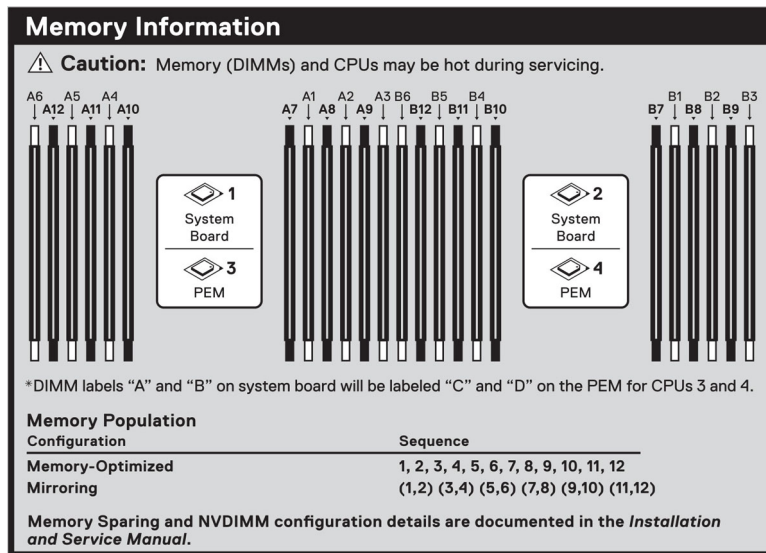 Memory Information
Caution: Memory (DIMMs) and CPUs may be hot during servicing.
A6 A12 A5 A11 A4 A10 A7 A1 A8 A2 A9 A3 B6 B12 B5 B11 B4 B10 B7 B1 B8 B2 B9 B3
1
System
Board
3
PEM
2
System
Board
4
PEM
*DIMM labels “A” and “B” on system board will be labeled “C” and “D” on the PEM for CPUs 3 and 4.
Memory Population
Configuration Sequence
Memory-Optimized 1, 2, 3, 4, 5, 6, 7, 8, 9, 10, 11, 12
Mirroring (1,2) (3,4) (5,6) (7,8) (9,10) (11,12)
Memory Sparing and NVDIMM configuration details are documented in the Installation
and Service Manual.